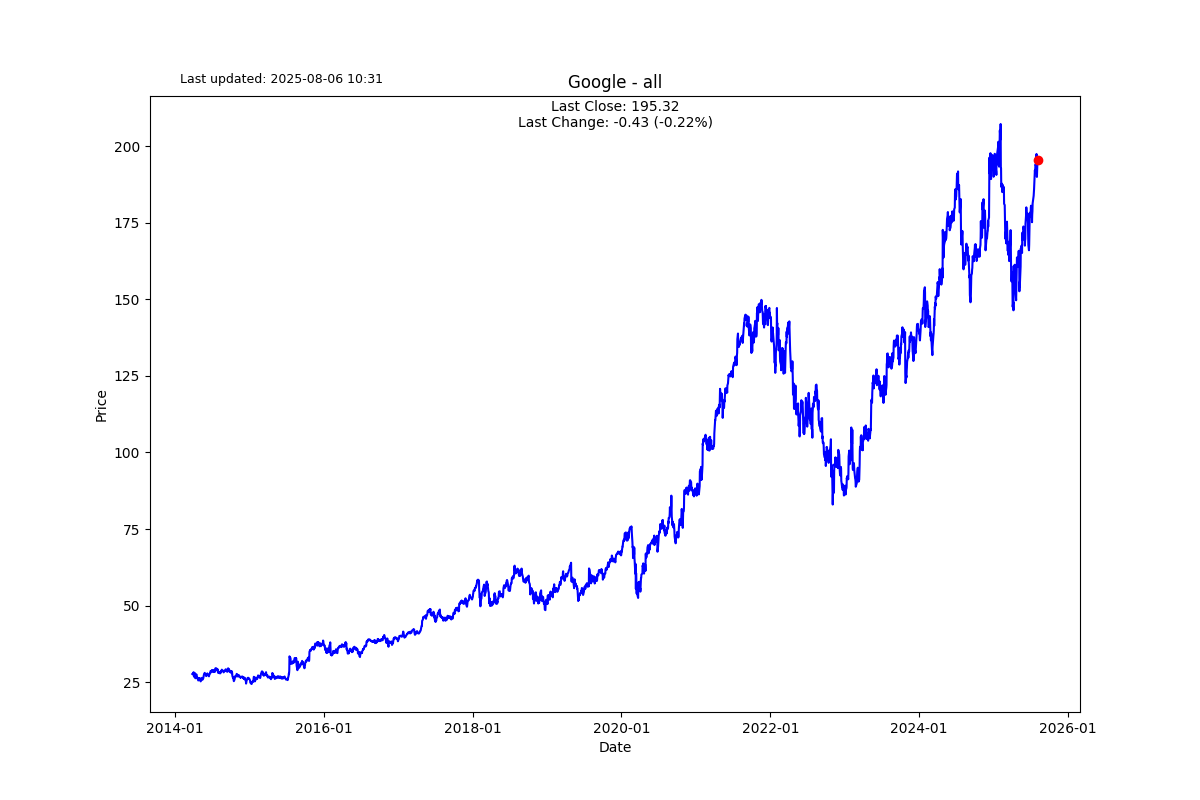 Last updated: 2025-08-06 10:31
Google - all
Last Close: 195.32
Last Change: -0.43 (-0.22%)
200
175
150
125
100
75
50
25
Price
2014-01
2016-01
2018-01
2020-01
2022-01
2024-01
2026-01
Date